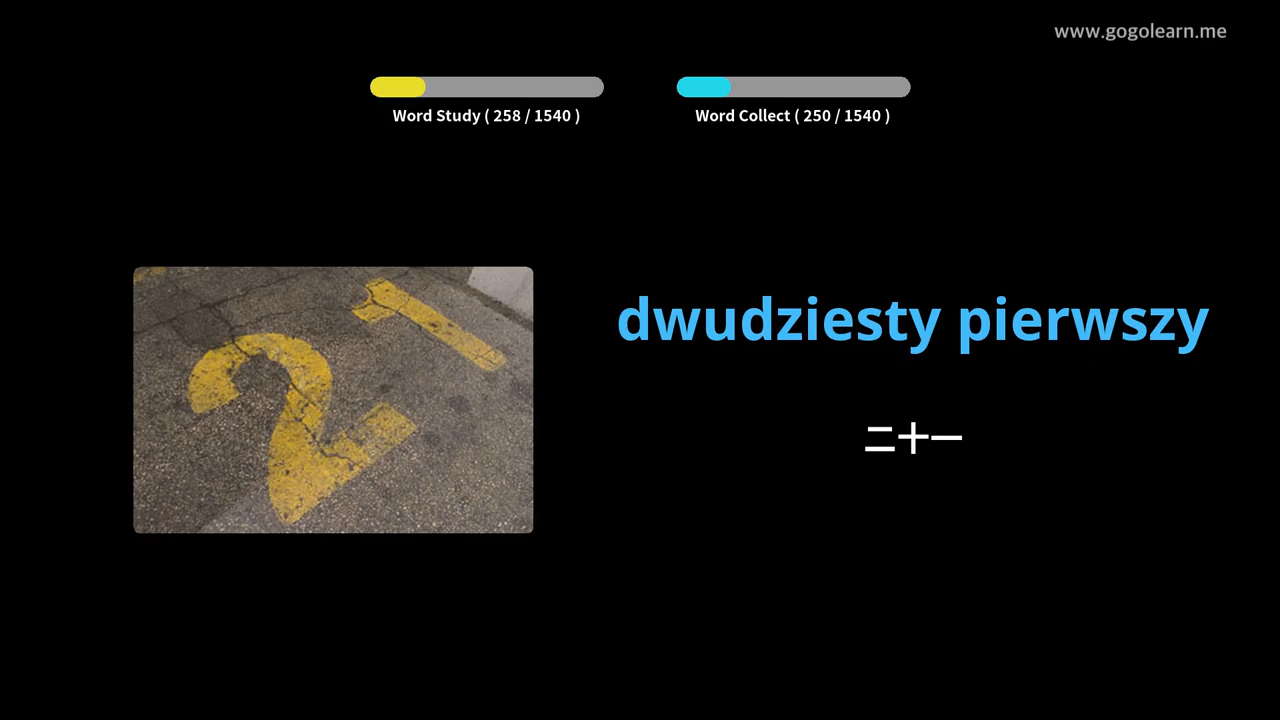 www.gogolearn.me
Word Study ( 258 / 1540 )
Word Collect ( 250 / 1540 )
21
dwudziesty pierwszy
二十一